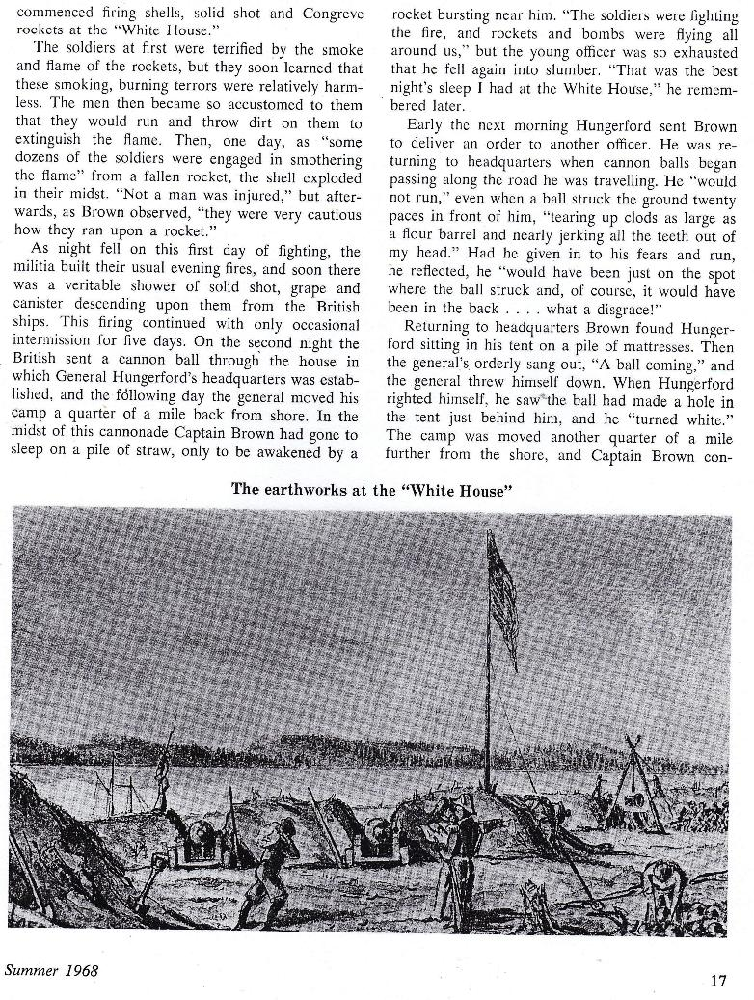 commenced firing shells, solid shot and Congreve
rockets at the “White House.”
The soldiers at first were terrified by the smoke
and flame of the rockets, but they soon learned that
these smoking, burning terrors were relatively harm-
less. The men then became so accustomed to them
that they would run and throw dirt on them to
extinguish the flame. Then, one day, as “some
dozens of the soldiers were engaged in smothering
the flame” from a fallen rocket, the shell exploded
in their midst. “Not a man was injured,” but after-
wards, as Brown observed, “they were very cautious
how they ran upon a rocket.”
As night fell on this first day of fighting, the
militia built their usual evening fires, and soon there
was a veritable shower of solid shot, grape and
canister descending upon them from the British
ships. This firing continued with only occasional
intermission for five days. On the second night the
British sent a cannon ball through the house in
which General Hungerford’s headquarters was estab-
lished, and the following day the general moved his
camp a quarter of a mile back from shore. In the
midst of this cannonade Captain Brown had gone to
sleep on a pile of straw, only to be awakened by a
rocket bursting near him. “The soldiers were fighting
the fire, and rockets and bombs were flying all
around us,” but the young officer was so exhausted
that he fell again into slumber. “That was the best
night’s sleep I had at the White House,” he remem-
bered later.
Early the next morning Hungerford sent Brown
to deliver an order to another officer. He was re-
turning to headquarters when cannon balls began
passing along the road he was travelling. He “would
not run,” even when a ball struck the ground twenty
paces in front of him, “tearing up clods as large as
a flour barrel and nearly jerking all the teeth out of
my head.” Had he given in to his fears and run,
he reflected, he “would have been just on the spot
where the ball struck and, of course, it would have
been in the back . . . . what a disgrace!”
Returning to headquarters Brown found Hunger-
ford sitting in his tent on a pile of mattresses. Then
the general’s orderly sang out, “A ball coming,” and
the general threw himself down. When Hungerford
righted himself, he saw the ball had made a hole in
the tent just behind him, and he “turned white.”
The camp was moved another quarter of a mile
further from the shore, and Captain Brown con-
The earthworks at the “White House”
Summer 1968
17